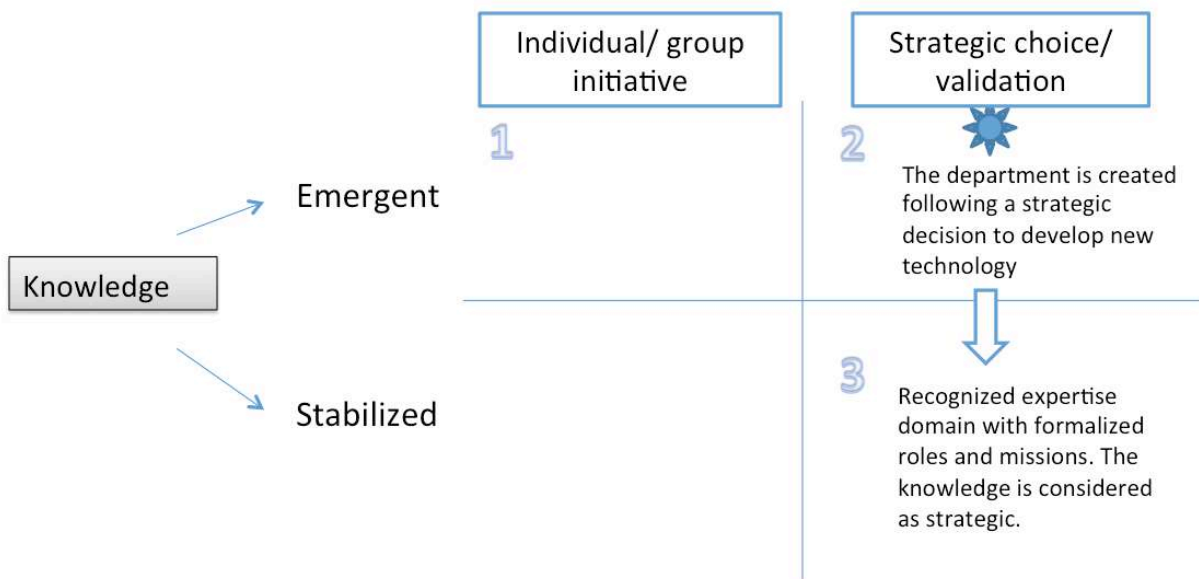 Individual/ group
initiative
Strategic choice/
validation
1
2
Emergent
The department is created
following a strategic
decision to develop new
technology
Knowledge
Stabilized
3
Recognized expertise
domain with formalized
roles and missions. The
knowledge is considered
as strategic.